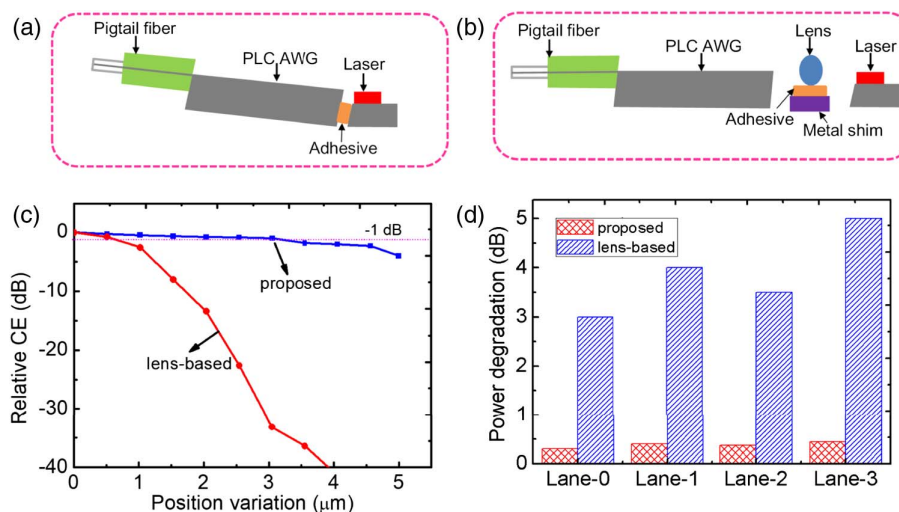 (a)
Pigtail fiber
PLC AWG
Laser
Adhesive
(b)
Pigtail fiber
PLC AWG
Lens
Laser
Adhesive
Metal shim
(c)
0
-10
-20
-30
-40
Relative CE (dB)
-1 dB
proposed
lens-based
0 1 2 3 4 5
Position variation (μm)
(d)
5
4
3
2
1
0
Power degradation (dB)
proposed
lens-based
Lane-0 Lane-1 Lane-2 Lane-3